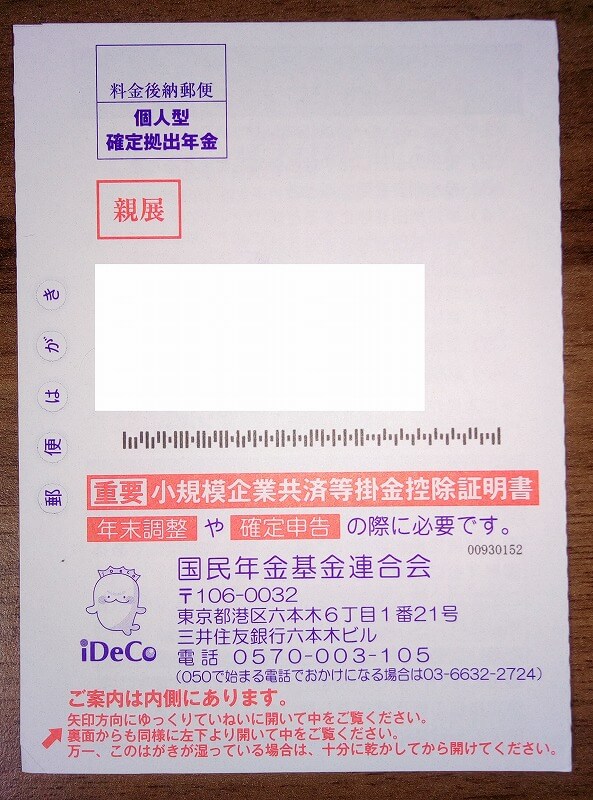 料金後納郵便
個人型
確定拠出年金
親展
郵便はがき
重要 小規模企業共済等掛金控除証明書
年末調整 や 確定申告 の際に必要です。
00930152
国民年金基金連合会
〒106-0032
東京都港区六本木6丁目1番21号
三井住友銀行六本木ビル
電話 0570-003-105
(050で始まる電話でおかけになる場合は03-6632-2724)
iDeCo
ご案内は内側にあります。
矢印方向にゆっくりていねいに開いて中をご覧ください。
裏面からも同様に左下より開いて中をご覧ください。
万一、このはがきが湿っている場合は、十分に乾かしてから開けてください。